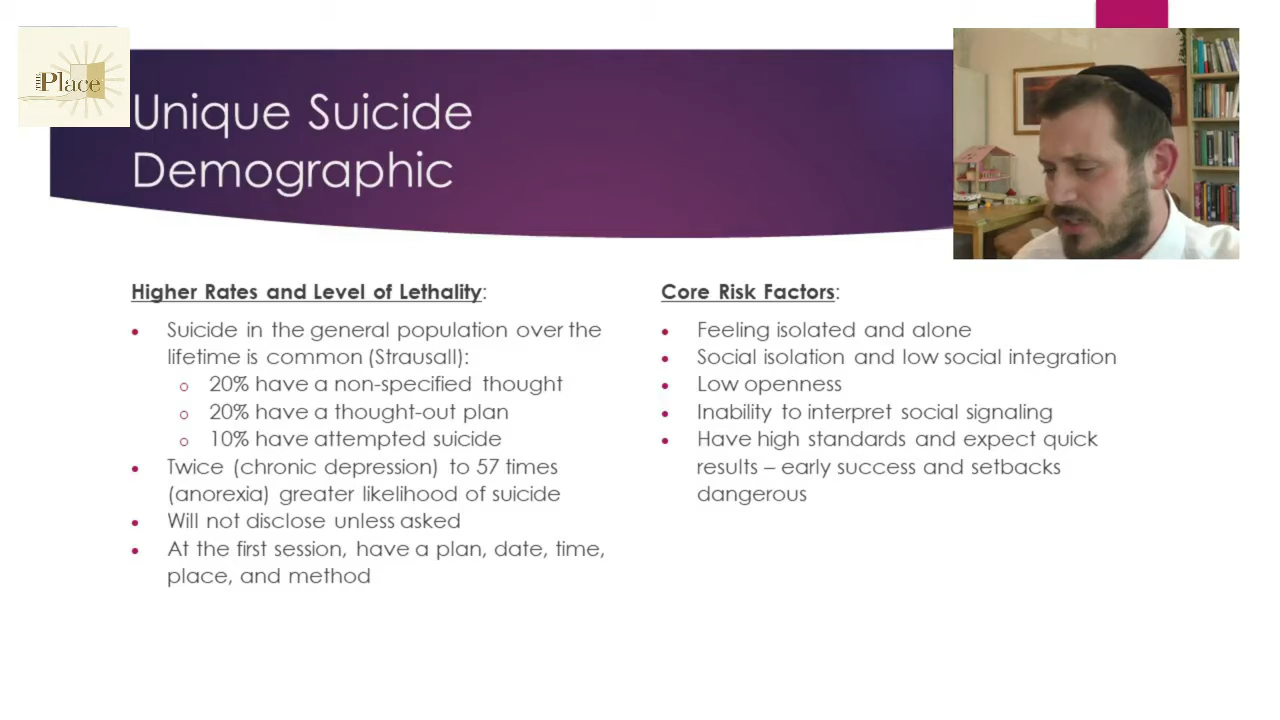 THE Place
Unique Suicide
Demographic
Higher Rates and Level of Lethality:
• Suicide in the general population over the
lifetime is common (Strausall):
o 20% have a non-specified thought
o 20% have a thought-out plan
o 10% have attempted suicide
• Twice (chronic depression) to 57 times
(anorexia) greater likelihood of suicide
• Will not disclose unless asked
• At the first session, have a plan, date, time,
place, and method
Core Risk Factors:
• Feeling isolated and alone
• Social isolation and low social integration
• Low openness
• Inability to interpret social signaling
• Have high standards and expect quick
results – early success and setbacks
dangerous